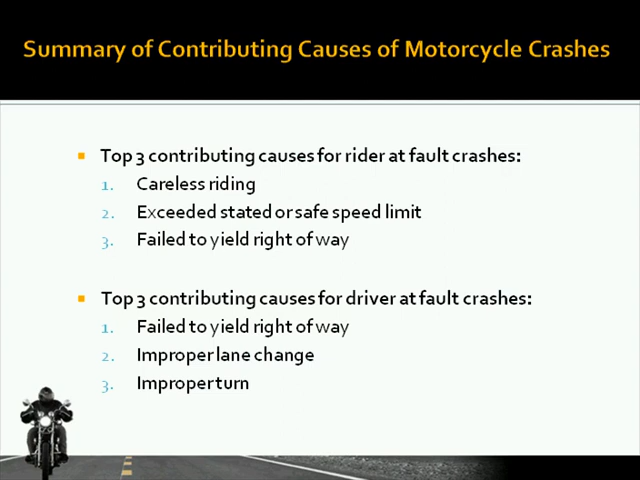 Summary of Contributing Causes of Motorcycle Crashes
Top 3 contributing causes for rider at fault crashes:
1. Careless riding
2. Exceeded stated or safe speed limit
3. Failed to yield right of way
Top 3 contributing causes for driver at fault crashes:
1. Failed to yield right of way
2. Improper lane change
3. Improper turn